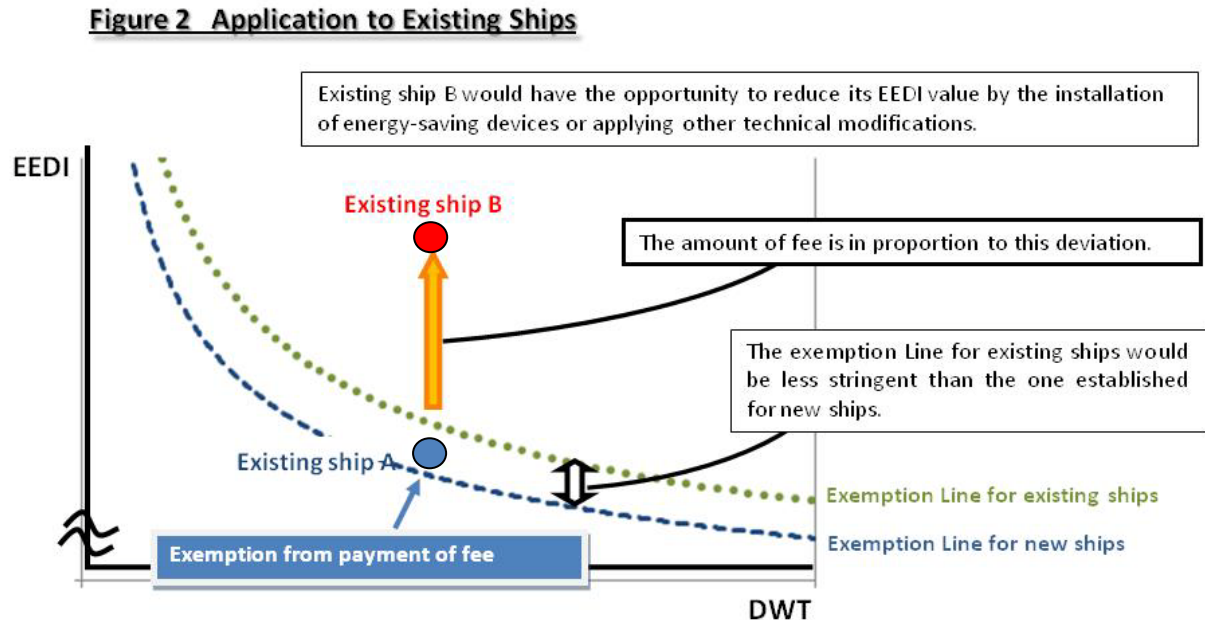 Figure 2 Application to Existing Ships
Existing ship B would have the opportunity to reduce its EEDI value by the installation
of energy-saving devices or applying other technical modifications.
EEDI
Existing ship B
The amount of fee is in proportion to this deviation.
The exemption Line for existing ships would
be less stringent than the one established
for new ships.
Existing ship A
Exemption Line for existing ships
Exemption Line for new ships
Exemption from payment of fee
DWT